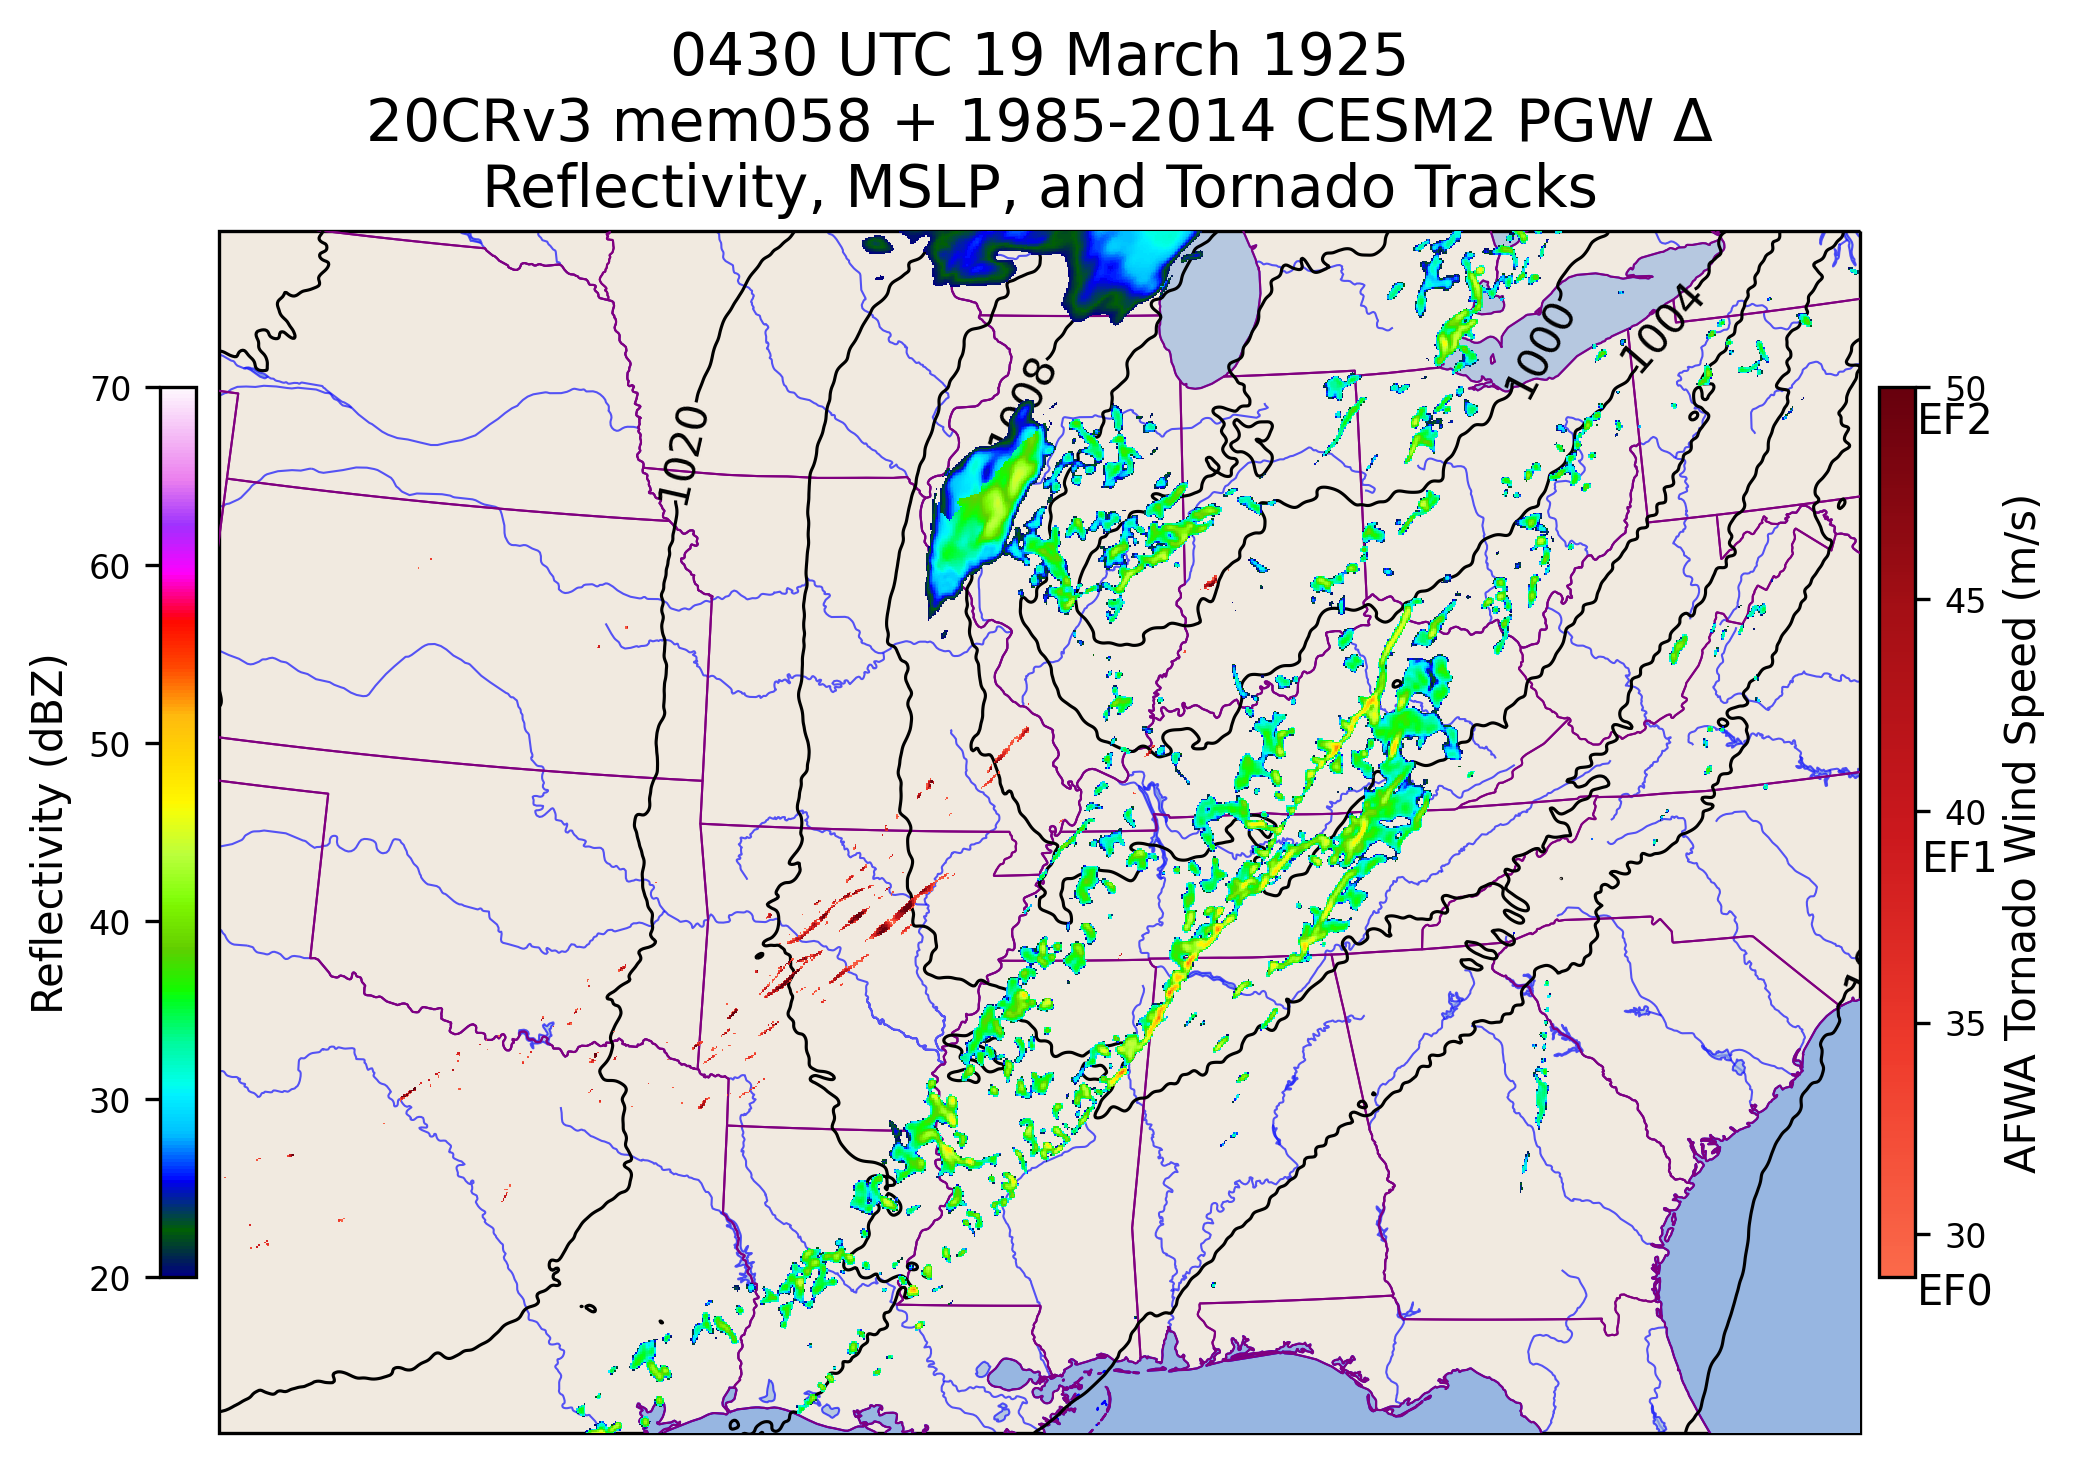 0430 UTC 19 March 1925
20CRv3 mem058 + 1985-2014 CESM2 PGW Δ
Reflectivity, MSLP, and Tornado Tracks
Reflectivity (dBZ)
70
60
50
40
30
20
1020
1000
1004
50
EF2
45
40
EF1
35
30
EF0
AFWA Tornado Wind Speed (m/s)